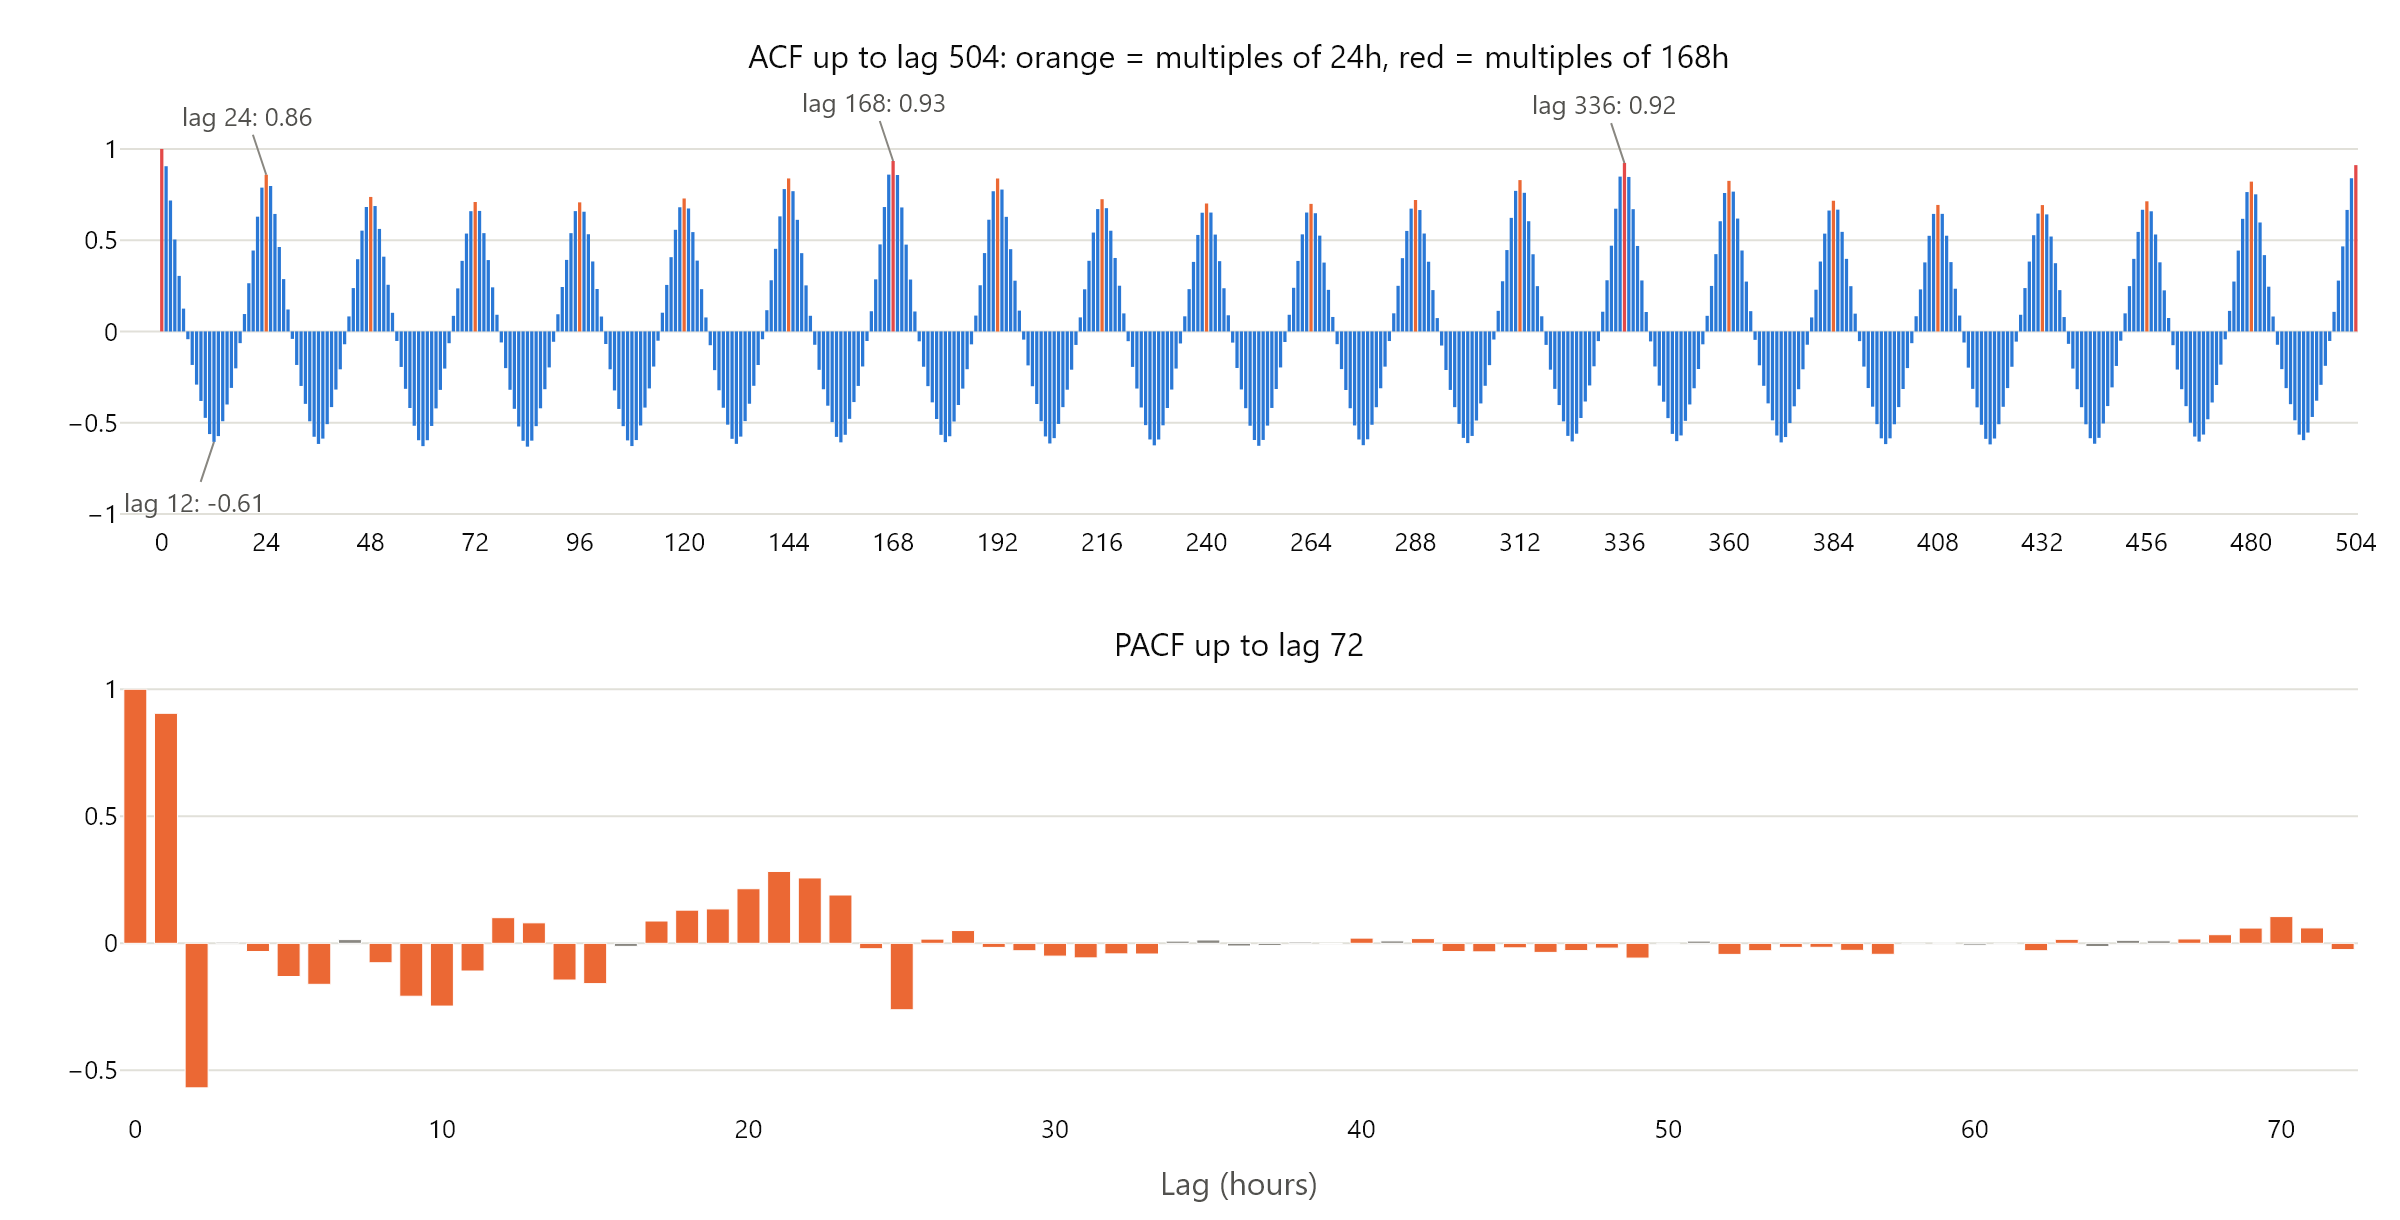 ACF up to lag 504: orange = multiples of 24h, red = multiples of 168h
lag 24: 0.86
lag 168: 0.93
lag 336: 0.92
1
0.5
0
−0.5
−1
lag 12: -0.61
0 24 48 72 96 120 144 168 192 216 240 264 288 312 336 360 384 408 432 456 480 504
PACF up to lag 72
1
0.5
0
−0.5
0 10 20 30 40 50 60 70
Lag (hours)